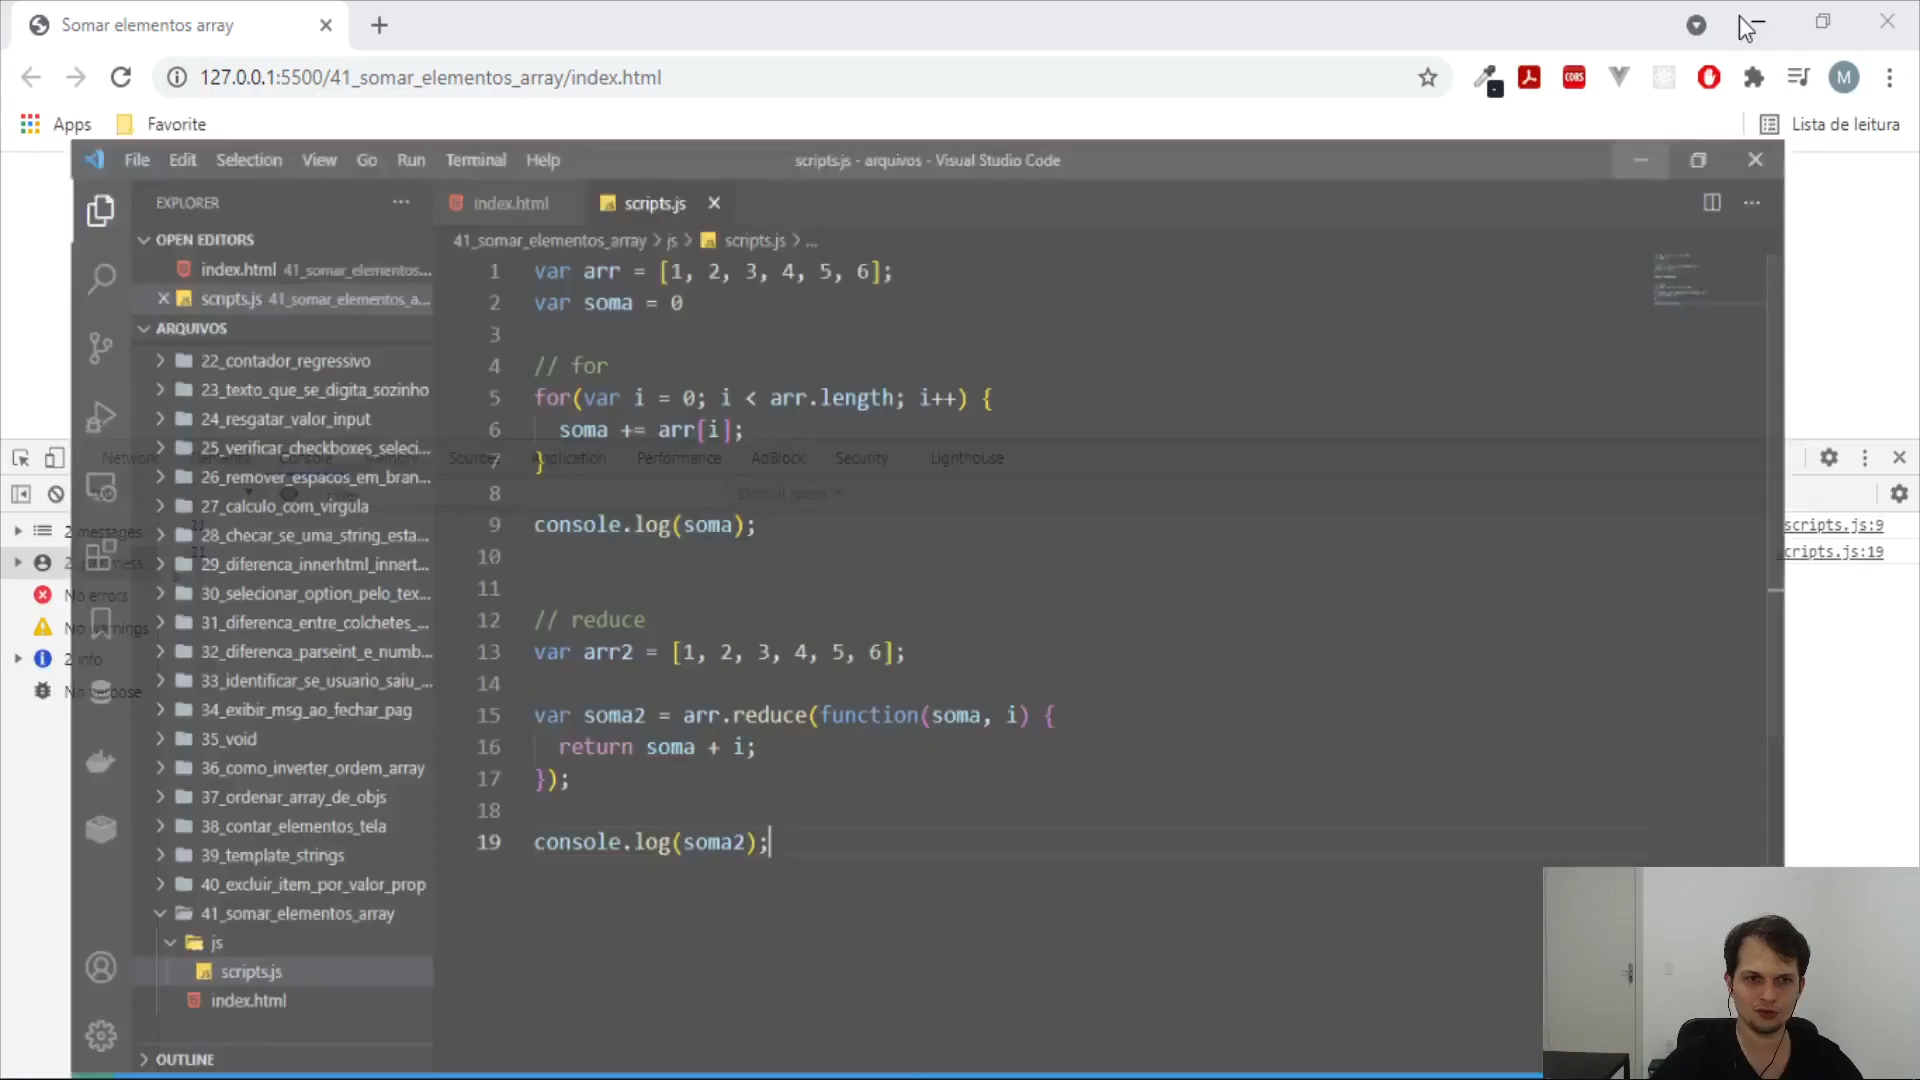 Somar elementos array
127.0.0.1:5500/41_somar_elementos_array/index.html
CORS
M
Apps
Favorite
Lista de leitura
File Edit Selection View Go Run Terminal Help
scripts.js - arquivos - Visual Studio Code
EXPLORER
index.html
scripts.js
OPEN EDITORS
index.html 41_somar_elementos...
scripts.js 41_somar_elementos_a...
ARQUIVOS
22_contador_regressivo
23_texto_que_se_digita_sozinho
24_resgatar_valor_input
25_verificar_checkboxes_seleci...
26_remover_espacos_em_bran...
27_calculo_com_virgula
28_checar_se_uma_string_esta...
29_diferenca_innerhtml_innert...
30_selecionar_option_pelo_tex...
31_diferenca_entre_colchetes_...
32_diferenca_parseint_e_numb...
33_identificar_se_usuario_saiu_...
34_exibir_msg_ao_fechar_pag
35_void
36_como_inverter_ordem_array
37_ordenar_array_de_objs
38_contar_elementos_tela
39_template_strings
40_excluir_item_por_valor_prop
41_somar_elementos_array
js
scripts.js
index.html
OUTLINE
41_somar_elementos_array > js > scripts.js > ...
1 var arr = [1, 2, 3, 4, 5, 6];
2 var soma = 0
3
4 // for
5 for(var i = 0; i < arr.length; i++) {
6 soma += arr[i];
7 }
8
9 console.log(soma);
10
11
12 // reduce
13 var arr2 = [1, 2, 3, 4, 5, 6];
14
15 var soma2 = arr.reduce(function(soma, i) {
16 return soma + i;
17 });
18
19 console.log(soma2);
Network Console Sources Application Performance AdBlock Security Lighthouse
Default levels
2 messages
No errors
No warnings
2 info
No verbose
21
21
scripts.js:9
scripts.js:19